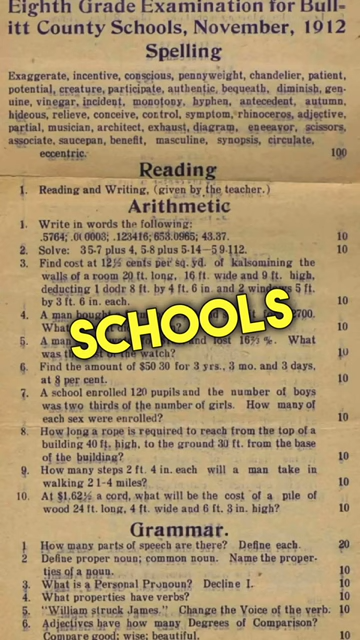 Eighth Grade Examination for Bull-
itt County Schools, November, 1912
Spelling
Exaggerate, incentive, conscious, pennyweight, chandelier, patient,
potential, creature, participate, authentic, bequeath, diminish, gen-
uine, vinegar, incident, monotony, hyphen, antecedent, autumn,
hideous, relieve, conceive, control, symptom, rhinoceros, adjective,
partial, musician, architect, exhaust, diagram, eneeavor, scissors,
associate, saucepan, benefit, masculine, synopsis, circulate,
eccentric. 100
Reading
1. Reading and Writing, (given by the teacher.)
Arithmetic
1. Write in words the following:
.5764; .00003; .123416; 653.0965; 43.37. 10
2. Solve: 35-7 plus 4, 5-8 plus 5-14—59.112. 10
3. Find cost at 12½ cents per sq. yd. of kalsomining the
walls of a room 20 ft. long, 16 ft. wide and 9 ft. high,
deducting 1 dodr 8 ft. by 4 ft. 6 in. and 2 windows 5 ft.
by 3 ft. 6 in. each. 10
4. A man bought 2700.
What 10
SCHOOLS
5. A man and lost 16⅔ %. What
was the of the watch? 10
6. Find the amount of $50 30 for 3 yrs., 3 mo. and 3 days,
at 8 per cent. 10
7. A school enrolled 120 pupils and the number of boys
was two thirds of the number of girls. How many of
each sex were enrolled? 10
8. How long a rope is required to reach from the top of a
building 40 ft. high, to the ground 30 ft. from the base
of the building? 10
9. How many steps 2 ft. 4 in. each will a man take in
walking 2 1-4 miles? 10
10. At $1.62½ a cord, what will be the cost of a pile of
wood 24 ft. long, 4 ft. wide and 6 ft. 3 in. high? 10
Grammar.
1 How many parts of speech are there? Define each. 20
2 Define proper noun; common noun. Name the proper-
ties of a noun. 10
3. What is a Personal Pronoun? Decline I. 10
4. What properties have verbs? 10
5. "William struck James." Change the Voice of the verb. 10
6. Adjectives have how many Degrees of Comparison?
Compare good; wise; beautiful. 10